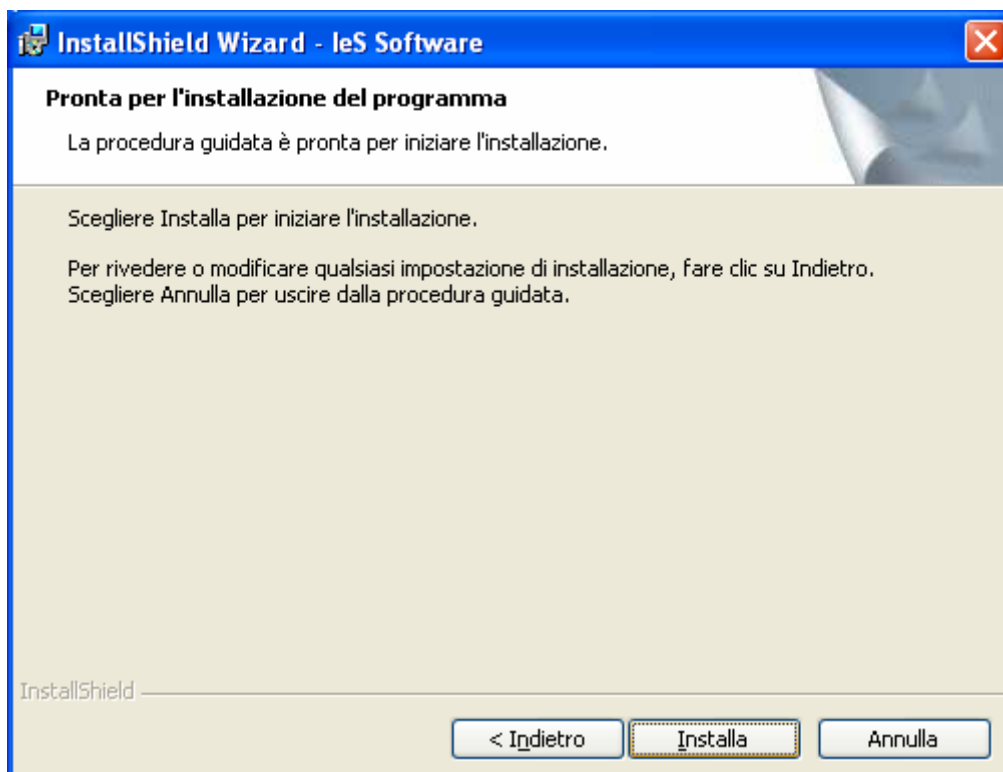 InstallShield Wizard - IeS Software
Pronta per l'installazione del programma
La procedura guidata è pronta per iniziare l'installazione.
Scegliere Installa per iniziare l'installazione.
Per rivedere o modificare qualsiasi impostazione di installazione, fare clic su Indietro.
Scegliere Annulla per uscire dalla procedura guidata.
InstallShield
< Indietro
Installa
Annulla